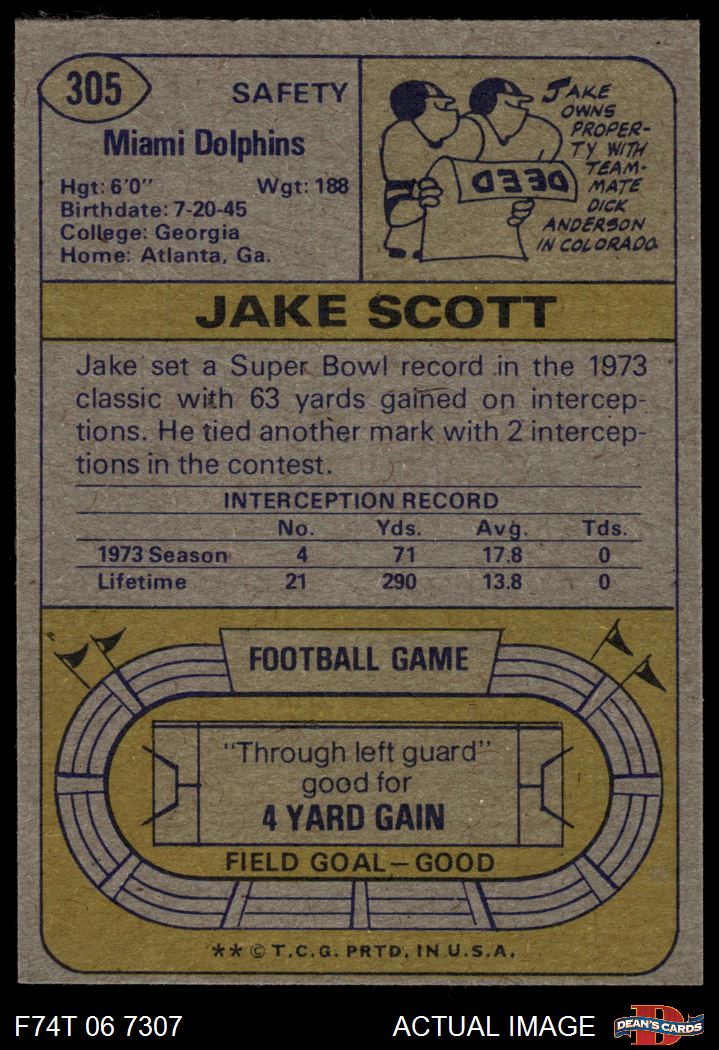 305
SAFETY
Miami Dolphins
Hgt: 6'0" Wgt: 188
Birthdate: 7-20-45
College: Georgia
Home: Atlanta, Ga.
JAKE
OWNS
PROPER-
TY WITH
TEAM-
MATE
DICK
ANDERSON
IN COLORADO.
DEED
JAKE SCOTT
Jake set a Super Bowl record in the 1973
classic with 63 yards gained on intercep-
tions. He tied another mark with 2 intercep-
tions in the contest.
INTERCEPTION RECORD
No. Yds. Avg. Tds.
1973 Season 4 71 17.8 0
Lifetime 21 290 13.8 0
FOOTBALL GAME
"Through left guard"
good for
4 YARD GAIN
FIELD GOAL—GOOD
** © T.C.G. PRTD. IN U.S.A.
F74T 06 7307 ACTUAL IMAGE
D
DEAN'S CARDS